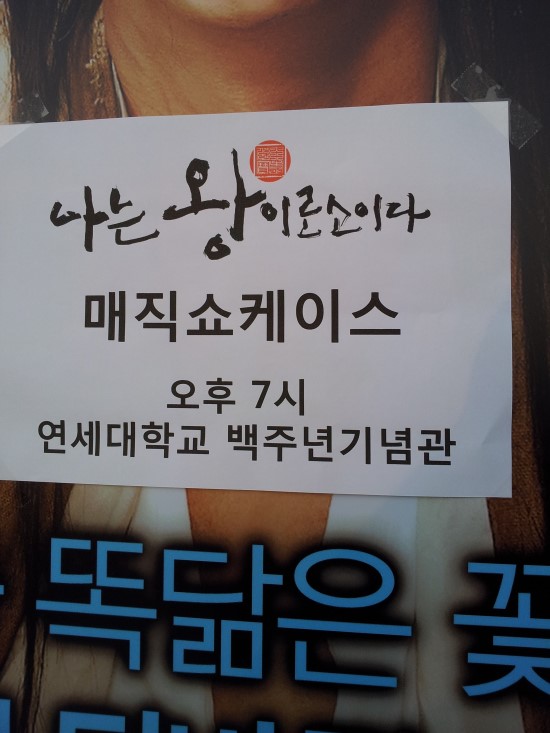 나는 왕이로소이다
매직쇼케이스
오후 7시
연세대학교 백주년기념관
똑닮은 꽃